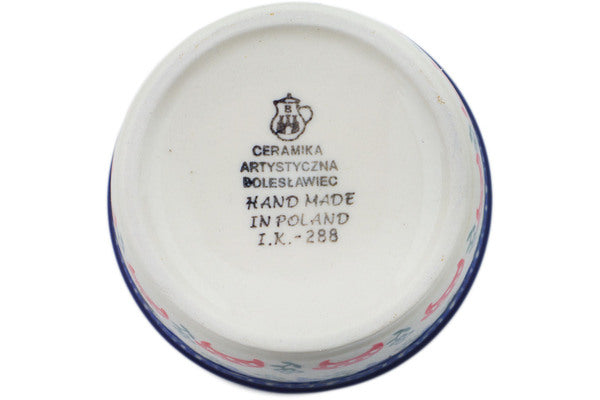 B
CERAMIKA
ARTYSTYCZNA
BOLESŁAWIEC
HAND MADE
IN POLAND
I.K.-288